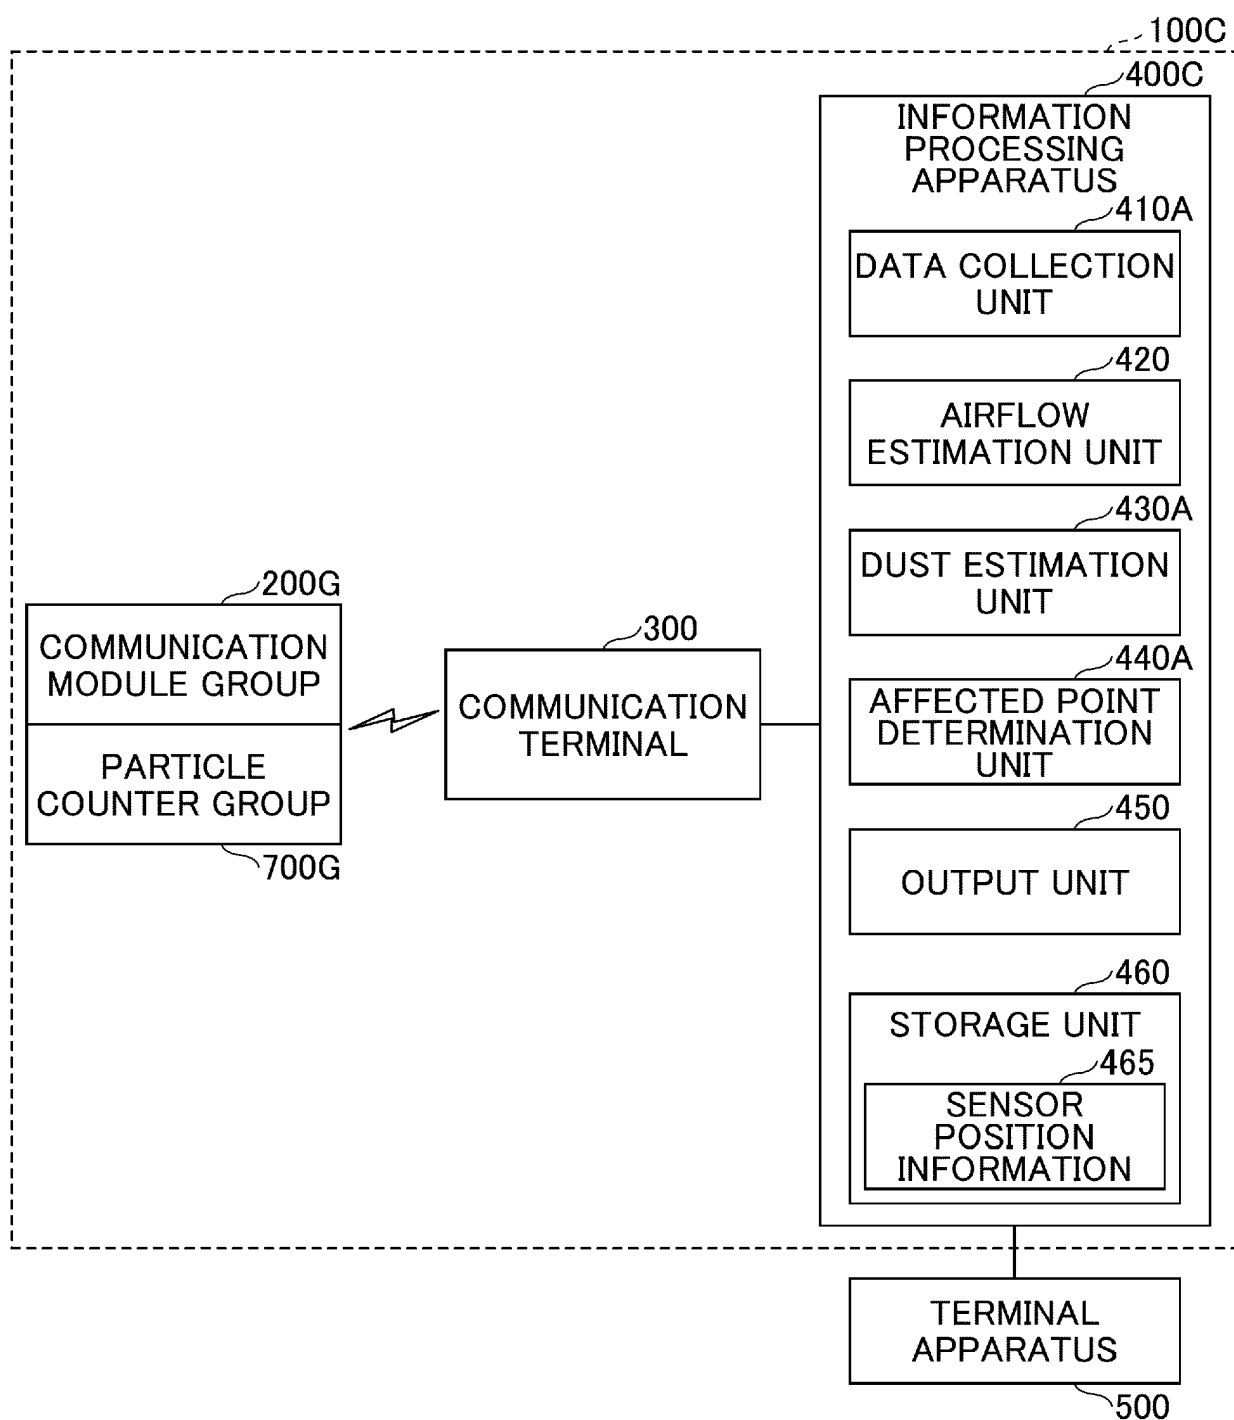 100C
400C
INFORMATION
PROCESSING
APPARATUS
410A
DATA COLLECTION
UNIT
420
AIRFLOW
ESTIMATION UNIT
430A
DUST ESTIMATION
UNIT
200G
COMMUNICATION
MODULE GROUP
PARTICLE
COUNTER GROUP
700G
300
COMMUNICATION
TERMINAL
440A
AFFECTED POINT
DETERMINATION
UNIT
450
OUTPUT UNIT
460
STORAGE UNIT
465
SENSOR
POSITION
INFORMATION
TERMINAL
APPARATUS
500